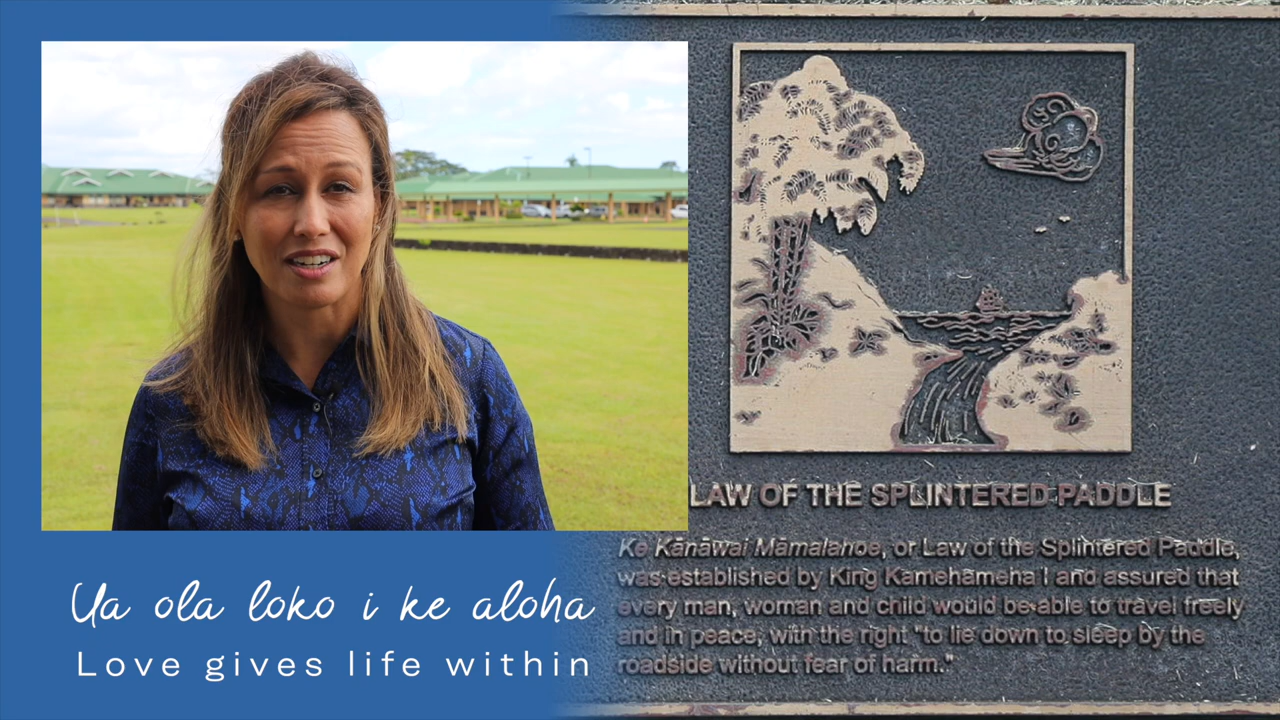 Ua ola loko i ke aloha
Love gives life within
LAW OF THE SPLINTERED PADDLE
Ke Kānāwai Māmalahoe, or Law of the Splintered Paddle,
was established by King Kamehameha I and assured that
every man, woman and child would be able to travel freely
and in peace, with the right "to lie down to sleep by the
roadside without fear of harm."